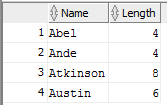 Name Length
1 Abel 4
2 Ande 4
3 Atkinson 8
4 Austin 6